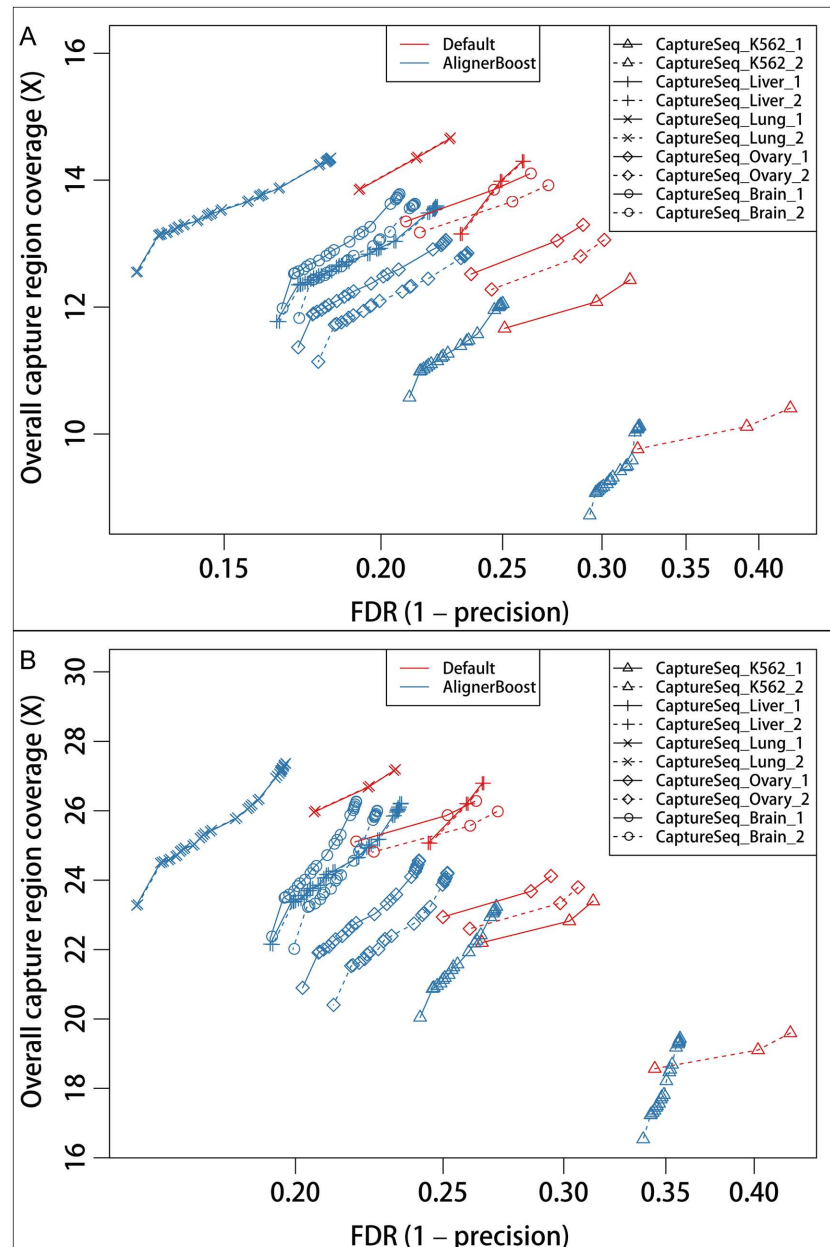 A
Default
AlignerBoost
CaptureSeq_K562_1
CaptureSeq_K562_2
CaptureSeq_Liver_1
CaptureSeq_Liver_2
CaptureSeq_Lung_1
CaptureSeq_Lung_2
CaptureSeq_Ovary_1
CaptureSeq_Ovary_2
CaptureSeq_Brain_1
CaptureSeq_Brain_2
Overall capture region coverage (X)
16
14
12
10
0.15 0.20 0.25 0.30 0.35 0.40
FDR (1 – precision)
B
Default
AlignerBoost
CaptureSeq_K562_1
CaptureSeq_K562_2
CaptureSeq_Liver_1
CaptureSeq_Liver_2
CaptureSeq_Lung_1
CaptureSeq_Lung_2
CaptureSeq_Ovary_1
CaptureSeq_Ovary_2
CaptureSeq_Brain_1
CaptureSeq_Brain_2
Overall capture region coverage (X)
30
28
26
24
22
20
18
16
0.20 0.25 0.30 0.35 0.40
FDR (1 – precision)